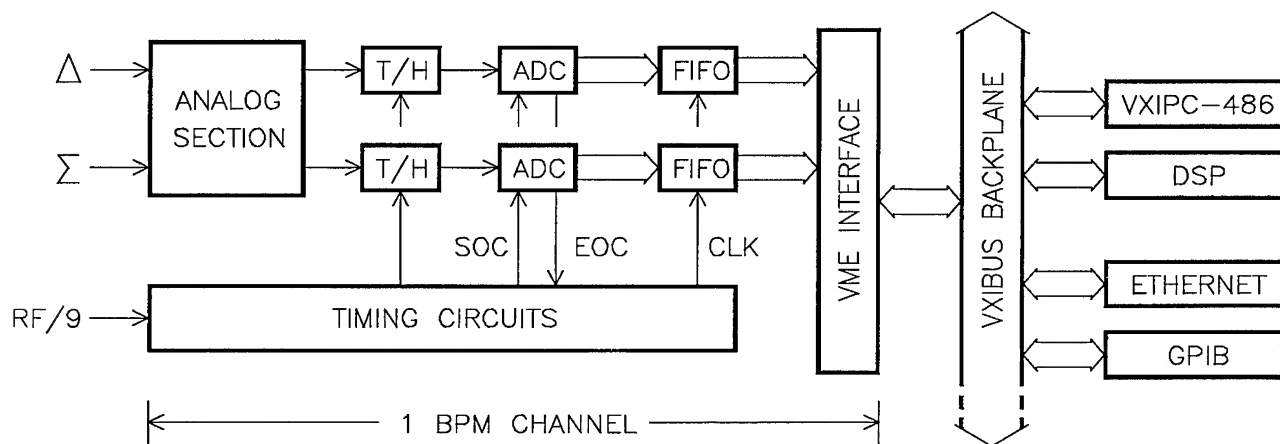 Δ
ANALOG
SECTION
T/H
ADC
FIFO
Σ
T/H
ADC
FIFO
SOC
EOC
CLK
RF/9
TIMING CIRCUITS
1 BPM CHANNEL
VME INTERFACE
VXIBUS BACKPLANE
VXIPC-486
DSP
ETHERNET
GPIB